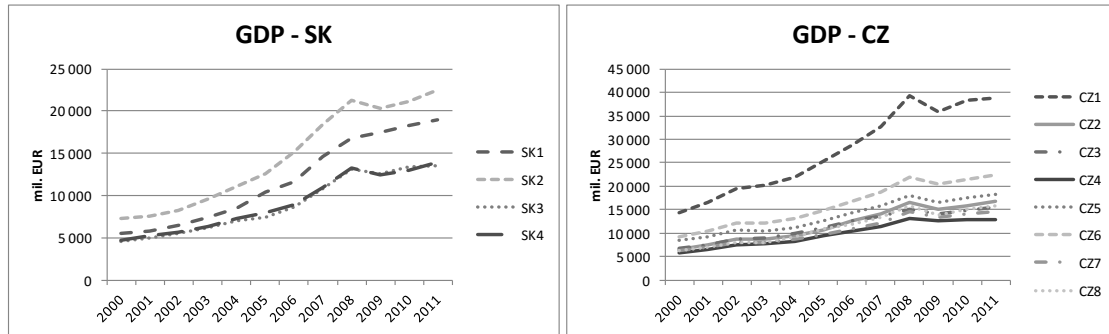 GDP - SK
mil. EUR
25 000
20 000
15 000
10 000
5 000
0
2000 2001 2002 2003 2004 2005 2006 2007 2008 2009 2010 2011
SK1
SK2
SK3
SK4
GDP - CZ
mil. EUR
45 000
40 000
35 000
30 000
25 000
20 000
15 000
10 000
5 000
0
2000 2001 2002 2003 2004 2005 2006 2007 2008 2009 2010 2011
CZ1
CZ2
CZ3
CZ4
CZ5
CZ6
CZ7
CZ8